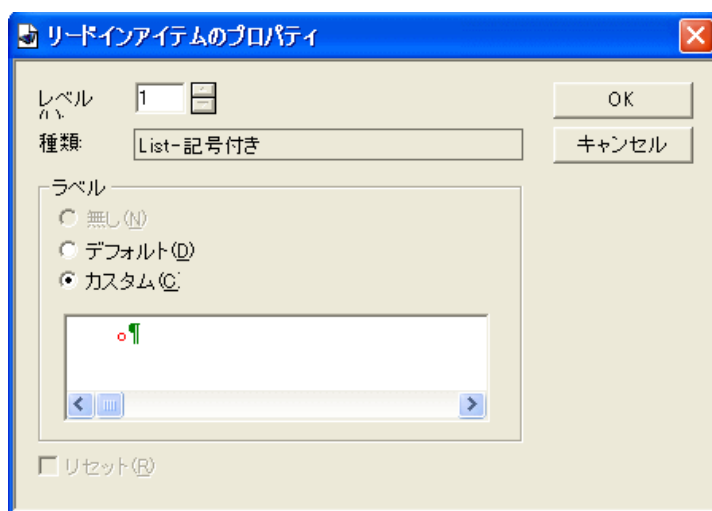 リードインアイテムのプロパティ
レベル
1
OK
種類:
List-記号付き
キャンセル
ラベル
無し(N)
デフォルト(D)
カスタム(C)
¶
リセット(R)